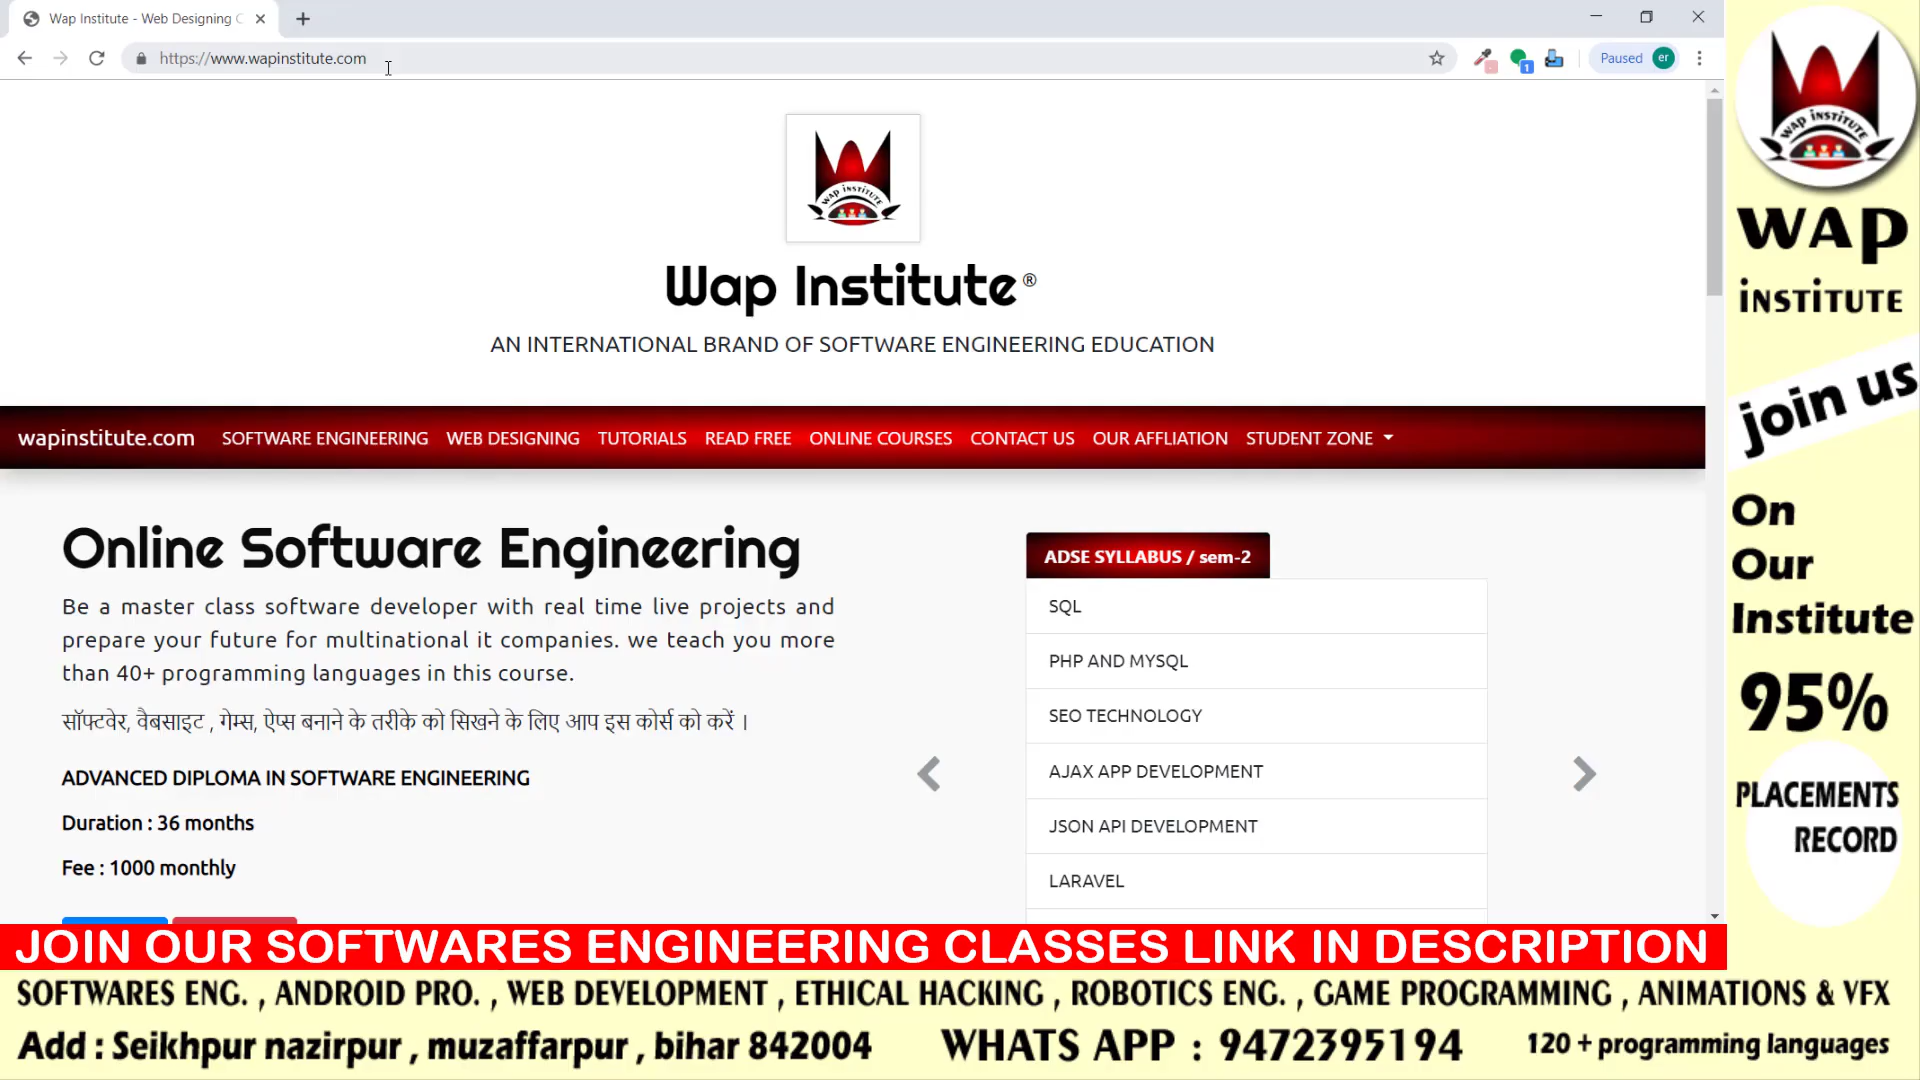 Wap Institute - Web Designing C
https://www.wapinstitute.com
Paused er
1
WAP INSTITUTE
Wap Institute®
AN INTERNATIONAL BRAND OF SOFTWARE ENGINEERING EDUCATION
wapinstitute.com SOFTWARE ENGINEERING WEB DESIGNING TUTORIALS READ FREE ONLINE COURSES CONTACT US OUR AFFLIATION STUDENT ZONE
Online Software Engineering
Be a master class software developer with real time live projects and
prepare your future for multinational it companies. we teach you more
than 40+ programming languages in this course.
सॉफ्टवेर, वैबसाइट , गेम्स, ऐप्स बनाने के तरीके को सिखने के लिए आप इस कोर्स को करें ।
ADVANCED DIPLOMA IN SOFTWARE ENGINEERING
Duration : 36 months
Fee : 1000 monthly
ADSE SYLLABUS / sem-2
SQL
PHP AND MYSQL
SEO TECHNOLOGY
AJAX APP DEVELOPMENT
JSON API DEVELOPMENT
LARAVEL
WAP INSTITUTE
WAP
INSTITUTE
join us
On
Our
Institute
95%
PLACEMENTS
RECORD
JOIN OUR SOFTWARES ENGINEERING CLASSES LINK IN DESCRIPTION
SOFTWARES ENG. , ANDROID PRO. , WEB DEVELOPMENT , ETHICAL HACKING , ROBOTICS ENG. , GAME PROGRAMMING , ANIMATIONS & VFX
Add : Seikhpur nazirpur , muzaffarpur , bihar 842004 WHATS APP : 9472395194 120 + programming languages